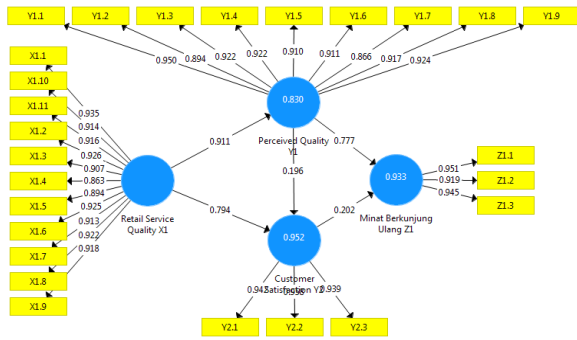 Y1.1 Y1.2 Y1.3 Y1.4 Y1.5 Y1.6 Y1.7 Y1.8 Y1.9
0.950 0.894 0.922 0.922 0.910 0.911 0.866 0.917 0.924
X1.1
X1.10
X1.11
X1.2
X1.3
X1.4
X1.5
X1.6
X1.7
X1.8
X1.9
0.935
0.914
0.916
0.926
0.907
0.863
0.894
0.925
0.913
0.922
0.918
Retail Service
Quality X1
0.911
0.794
0.830
Perceived Quality
Y1
0.196
0.777
0.202
0.952
Customer
Satisfaction Y2
0.939
Y2.1 Y2.2 Y2.3
0.933
Minat Berkunjung
Ulang Z1
0.951
0.919
0.945
Z1.1
Z1.2
Z1.3